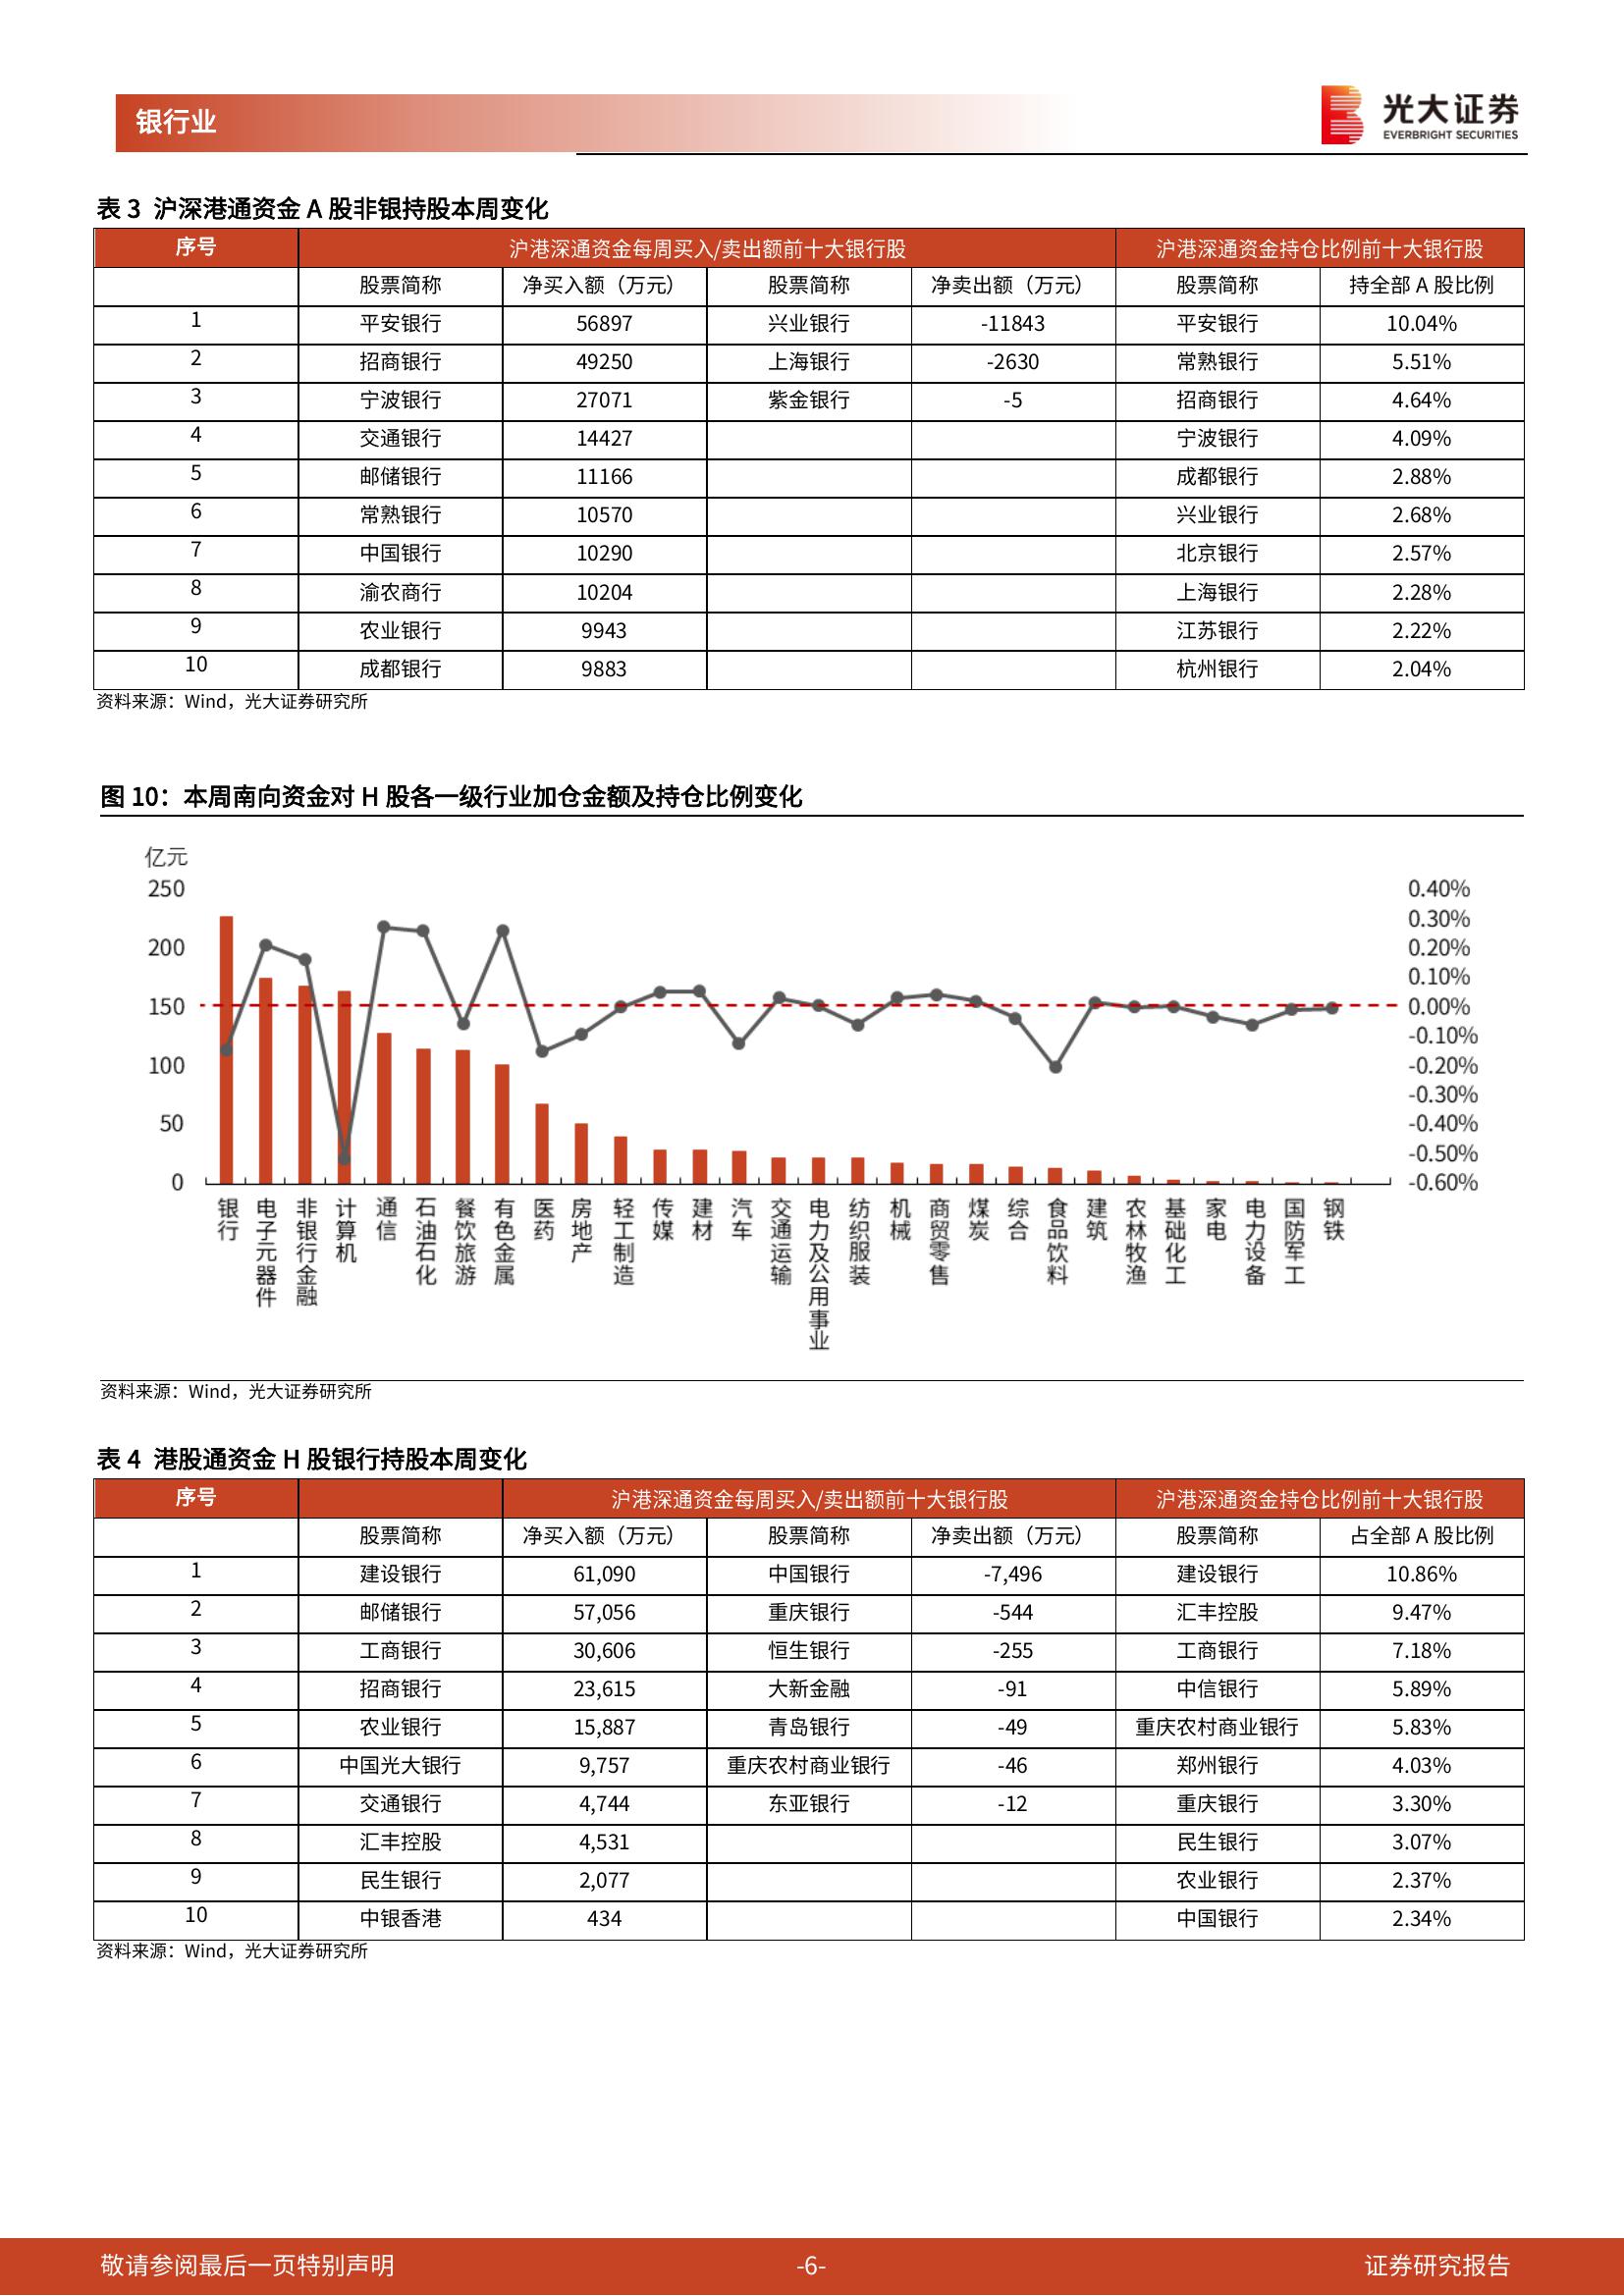 银行业
光大证券
EVERBRIGHT SECURITIES
表 3 沪深港通资金 A 股非银持股本周变化
序号 沪港深通资金每周买入/卖出额前十大银行股 沪港深通资金持仓比例前十大银行股
股票简称 净买入额（万元） 股票简称 净卖出额（万元） 股票简称 持全部 A 股比例
1 平安银行 56897 兴业银行 -11843 平安银行 10.04%
2 招商银行 49250 上海银行 -2630 常熟银行 5.51%
3 宁波银行 27071 紫金银行 -5 招商银行 4.64%
4 交通银行 14427 宁波银行 4.09%
5 邮储银行 11166 成都银行 2.88%
6 常熟银行 10570 兴业银行 2.68%
7 中国银行 10290 北京银行 2.57%
8 渝农商行 10204 上海银行 2.28%
9 农业银行 9943 江苏银行 2.22%
10 成都银行 9883 杭州银行 2.04%
资料来源：Wind，光大证券研究所
图 10：本周南向资金对 H 股各一级行业加仓金额及持仓比例变化
亿元
250
200
150
100
50
0
0.40%
0.30%
0.20%
0.10%
0.00%
-0.10%
-0.20%
-0.30%
-0.40%
-0.50%
-0.60%
银行
电子元器件
非银行金融
计算机
通信
石油石化
餐饮旅游
有色金属
医药
房地产
轻工制造
传媒
建材
汽车
交通运输
电力及公用事业
纺织服装
机械
商贸零售
煤炭
综合
食品饮料
建筑
农林牧渔
基础化工
家电
电力设备
国防军工
钢铁
资料来源：Wind，光大证券研究所
表 4 港股通资金 H 股银行持股本周变化
序号 沪港深通资金每周买入/卖出额前十大银行股 沪港深通资金持仓比例前十大银行股
股票简称 净买入额（万元） 股票简称 净卖出额（万元） 股票简称 占全部 A 股比例
1 建设银行 61,090 中国银行 -7,496 建设银行 10.86%
2 邮储银行 57,056 重庆银行 -544 汇丰控股 9.47%
3 工商银行 30,606 恒生银行 -255 工商银行 7.18%
4 招商银行 23,615 大新金融 -91 中信银行 5.89%
5 农业银行 15,887 青岛银行 -49 重庆农村商业银行 5.83%
6 中国光大银行 9,757 重庆农村商业银行 -46 郑州银行 4.03%
7 交通银行 4,744 东亚银行 -12 重庆银行 3.30%
8 汇丰控股 4,531 民生银行 3.07%
9 民生银行 2,077 农业银行 2.37%
10 中银香港 434 中国银行 2.34%
资料来源：Wind，光大证券研究所
敬请参阅最后一页特别声明 -6- 证券研究报告